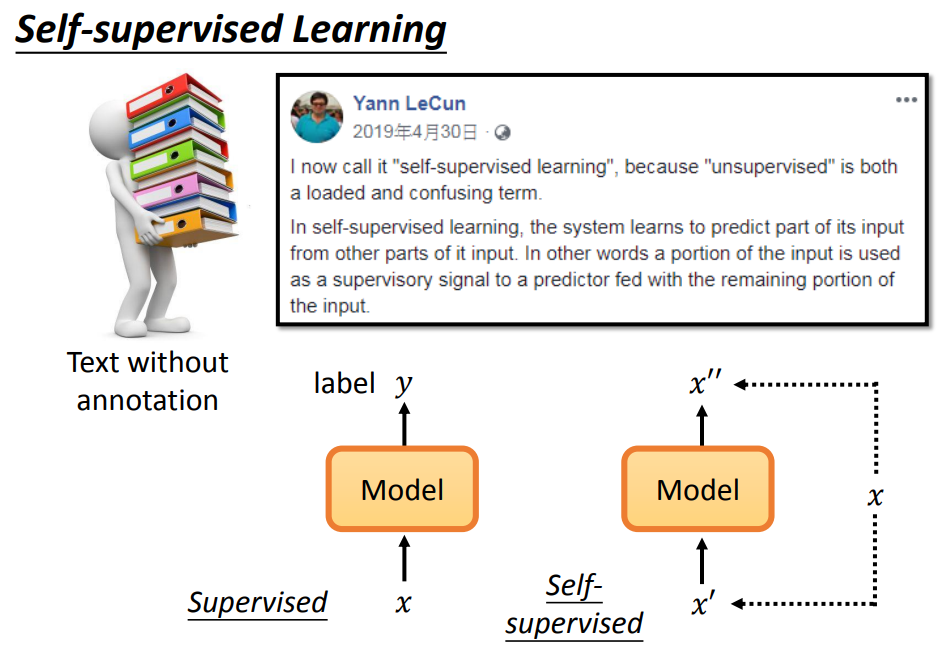 Self-supervised Learning
Yann LeCun
2019年4月30日 ·
I now call it "self-supervised learning", because "unsupervised" is both
a loaded and confusing term.
In self-supervised learning, the system learns to predict part of its input
from other parts of it input. In other words a portion of the input is used
as a supervisory signal to a predictor fed with the remaining portion of
the input.
Text without
annotation
label y
x′′
Model
Model
x
Supervised
x
Self-
supervised
x′